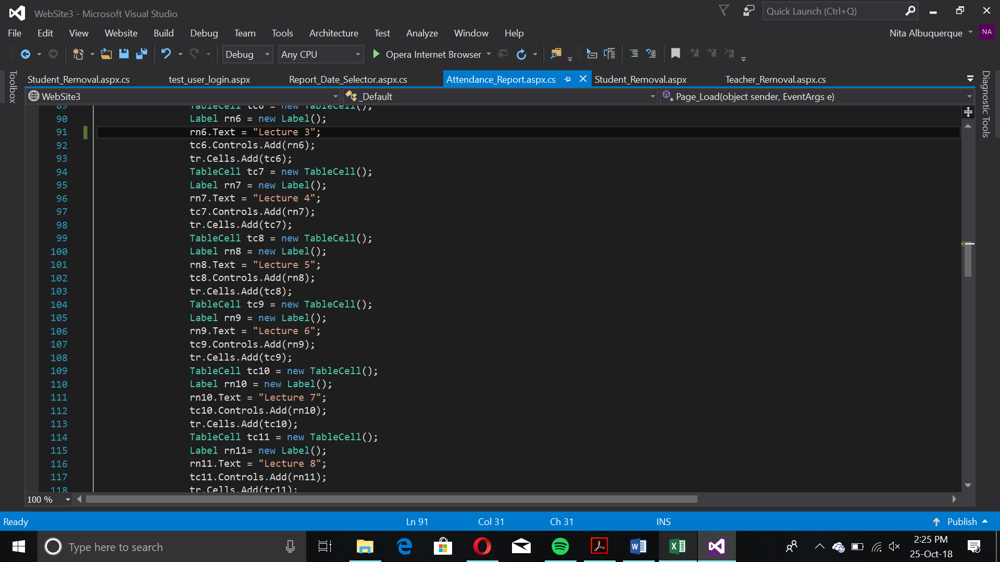 WebSite3 - Microsoft Visual Studio
Quick Launch (Ctrl+Q)
File Edit View Website Build Debug Team Tools Architecture Test Analyze Window Help
Nita Albuquerque NA
Debug Any CPU Opera Internet Browser
Toolbox
Student_Removal.aspx.cs test_user_login.aspx Report_Date_Selector.aspx.cs Attendance_Report.aspx.cs Student_Removal.aspx Teacher_Removal.aspx.cs
Diagnostic Tools
WebSite3 _Default Page_Load(object sender, EventArgs e)
89 TableCell tc6 = new TableCell();
90 Label rn6 = new Label();
91 rn6.Text = "Lecture 3";
92 tc6.Controls.Add(rn6);
93 tr.Cells.Add(tc6);
94 TableCell tc7 = new TableCell();
95 Label rn7 = new Label();
96 rn7.Text = "Lecture 4";
97 tc7.Controls.Add(rn7);
98 tr.Cells.Add(tc7);
99 TableCell tc8 = new TableCell();
100 Label rn8 = new Label();
101 rn8.Text = "Lecture 5";
102 tc8.Controls.Add(rn8);
103 tr.Cells.Add(tc8);
104 TableCell tc9 = new TableCell();
105 Label rn9 = new Label();
106 rn9.Text = "Lecture 6";
107 tc9.Controls.Add(rn9);
108 tr.Cells.Add(tc9);
109 TableCell tc10 = new TableCell();
110 Label rn10 = new Label();
111 rn10.Text = "Lecture 7";
112 tc10.Controls.Add(rn10);
113 tr.Cells.Add(tc10);
114 TableCell tc11 = new TableCell();
115 Label rn11= new Label();
116 rn11.Text = "Lecture 8";
117 tc11.Controls.Add(rn11);
118 tr.Cells.Add(tc11);
100 %
Ready Ln 91 Col 31 Ch 31 INS Publish
Type here to search
2:25 PM
25-Oct-18